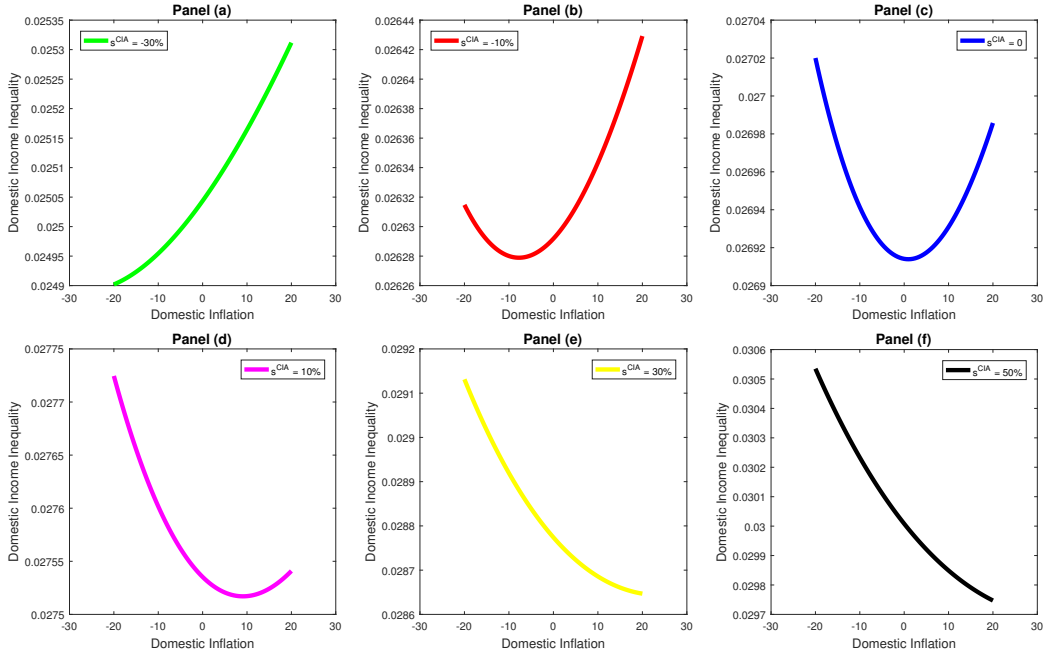 Panel (a)
s^CIA = -30%
Domestic Income Inequality
0.02535
0.0253
0.02525
0.0252
0.02515
0.0251
0.02505
0.025
0.02495
0.0249
-30 -20 -10 0 10 20 30
Domestic Inflation
Panel (b)
s^CIA = -10%
Domestic Income Inequality
0.02644
0.02642
0.0264
0.02638
0.02636
0.02634
0.02632
0.0263
0.02628
0.02626
-30 -20 -10 0 10 20 30
Domestic Inflation
Panel (c)
s^CIA = 0
Domestic Income Inequality
0.02704
0.02702
0.027
0.02698
0.02696
0.02694
0.02692
0.0269
-30 -20 -10 0 10 20 30
Domestic Inflation
Panel (d)
s^CIA = 10%
Domestic Income Inequality
0.02775
0.0277
0.02765
0.0276
0.02755
0.0275
-30 -20 -10 0 10 20 30
Domestic Inflation
Panel (e)
s^CIA = 30%
Domestic Income Inequality
0.0292
0.0291
0.029
0.0289
0.0288
0.0287
0.0286
-30 -20 -10 0 10 20 30
Domestic Inflation
Panel (f)
s^CIA = 50%
Domestic Income Inequality
0.0306
0.0305
0.0304
0.0303
0.0302
0.0301
0.03
0.0299
0.0298
0.0297
-30 -20 -10 0 10 20 30
Domestic Inflation